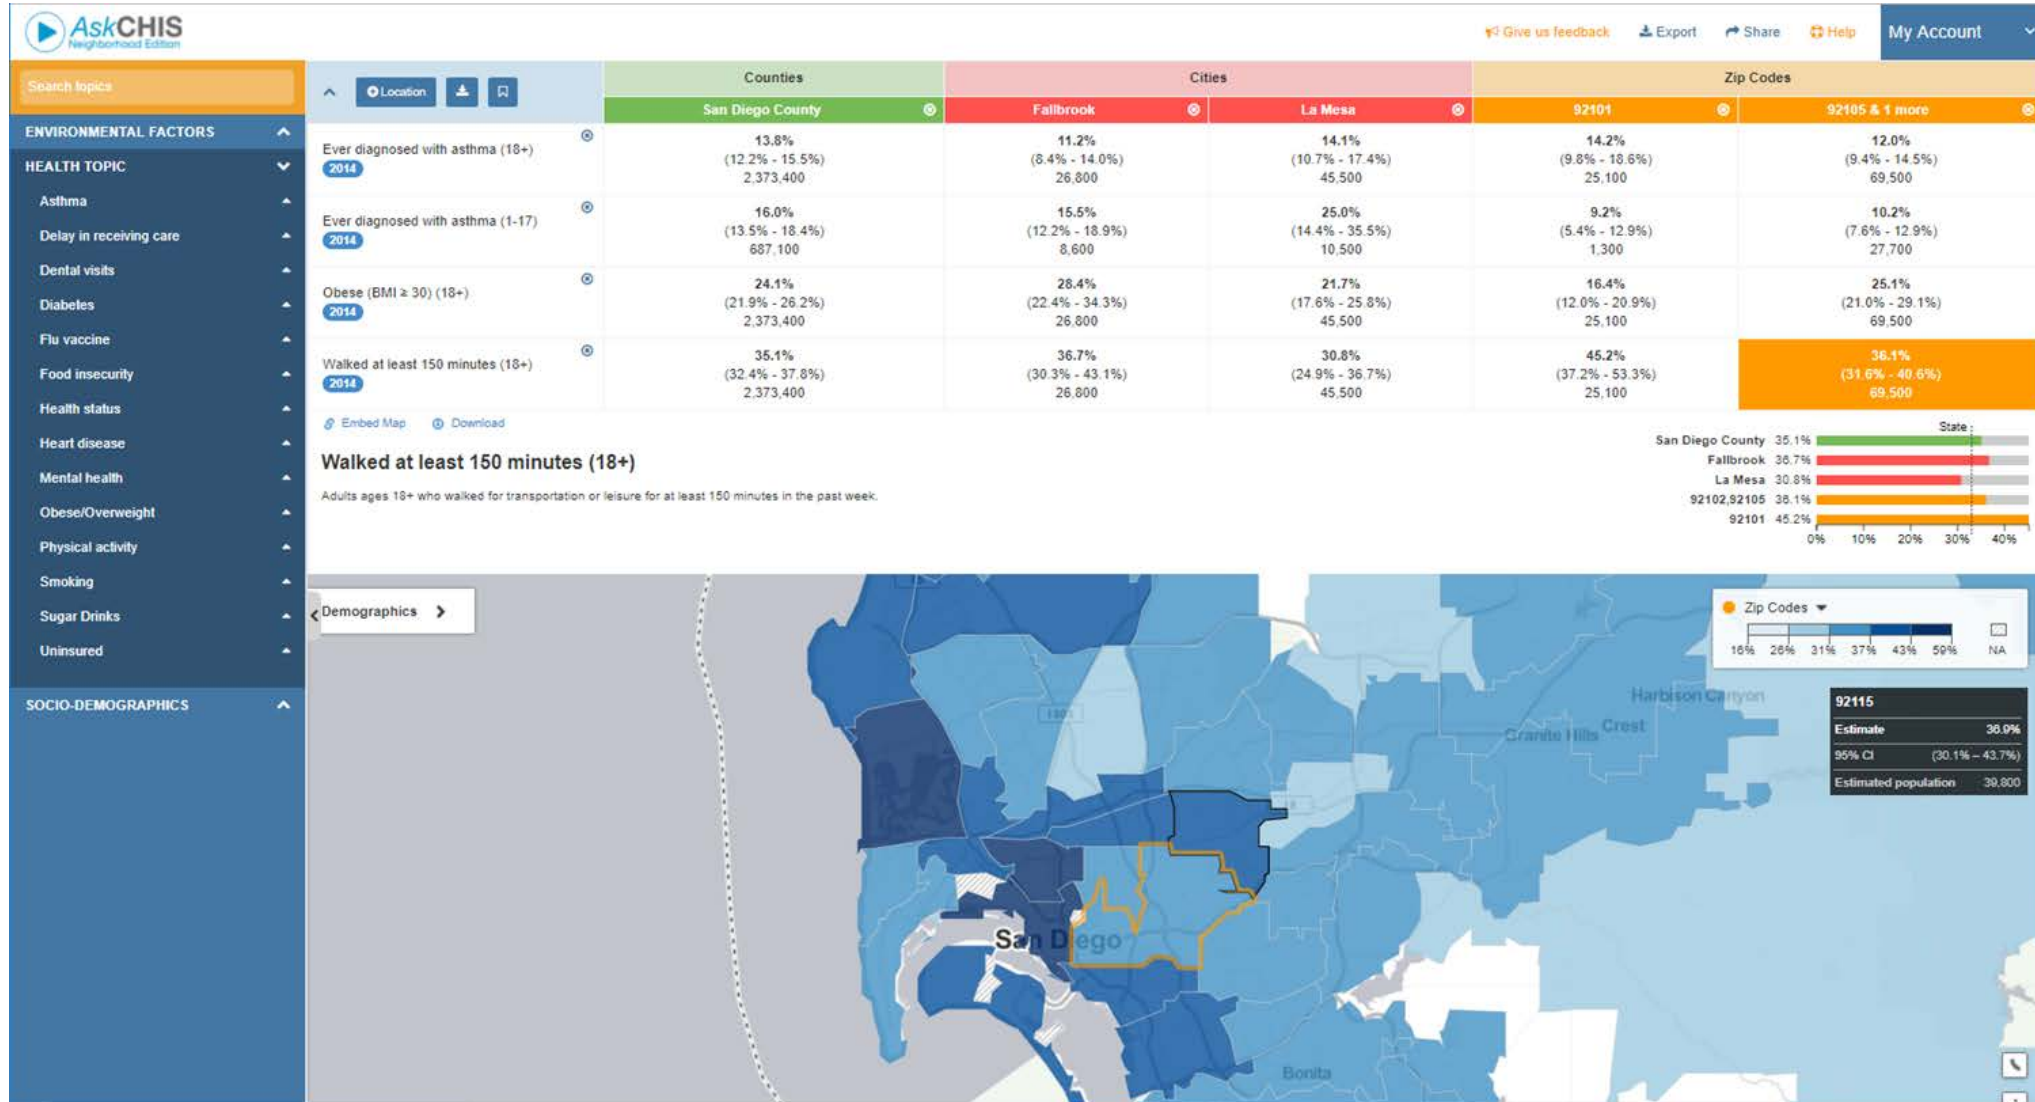 AskCHIS
Neighborhood Edition
Give us feedback
Export
Share
Help
My Account
Search topics
ENVIRONMENTAL FACTORS
HEALTH TOPIC
Asthma
Delay in receiving care
Dental visits
Diabetes
Flu vaccine
Food insecurity
Health status
Heart disease
Mental health
Obese/Overweight
Physical activity
Smoking
Sugar Drinks
Uninsured
SOCIO-DEMOGRAPHICS
Location
Counties
Cities
Zip Codes
San Diego County
Fallbrook
La Mesa
92101
92105 & 1 more
Ever diagnosed with asthma (18+)
2014
13.8%
(12.2% - 15.5%)
2,373,400
11.2%
(8.4% - 14.0%)
26,800
14.1%
(10.7% - 17.4%)
45,500
14.2%
(9.8% - 18.6%)
25,100
12.0%
(9.4% - 14.5%)
69,500
Ever diagnosed with asthma (1-17)
2014
16.0%
(13.5% - 18.4%)
687,100
15.5%
(12.2% - 18.9%)
8,600
25.0%
(14.4% - 35.5%)
10,500
9.2%
(5.4% - 12.9%)
1,300
10.2%
(7.6% - 12.9%)
27,700
Obese (BMI ≥ 30) (18+)
2014
24.1%
(21.9% - 26.2%)
2,373,400
28.4%
(22.4% - 34.3%)
26,800
21.7%
(17.6% - 25.8%)
45,500
16.4%
(12.0% - 20.9%)
25,100
25.1%
(21.0% - 29.1%)
69,500
Walked at least 150 minutes (18+)
2014
35.1%
(32.4% - 37.8%)
2,373,400
36.7%
(30.3% - 43.1%)
26,800
30.8%
(24.9% - 36.7%)
45,500
45.2%
(37.2% - 53.3%)
25,100
36.1%
(31.6% - 40.6%)
69,500
Embed Map
Download
Walked at least 150 minutes (18+)
Adults ages 18+ who walked for transportation or leisure for at least 150 minutes in the past week.
State
San Diego County 35.1%
Fallbrook 36.7%
La Mesa 30.8%
92102,92105 36.1%
92101 45.2%
0% 10% 20% 30% 40%
Demographics
Zip Codes
16% 26% 31% 37% 43% 59% NA
92115
Estimate 36.9%
95% CI (30.1% – 43.7%)
Estimated population 39,800
Harbison Canyon
Granite Hills
Crest
San Diego
Bonita